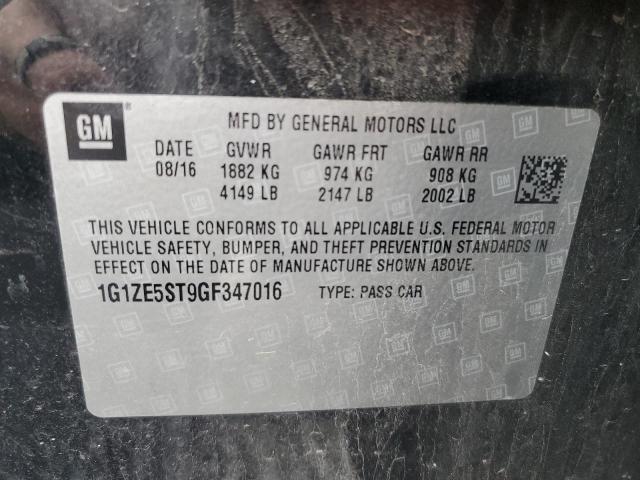 GM ®
MFD BY GENERAL MOTORS LLC
DATE GVWR GAWR FRT GAWR RR
08/16 1882 KG 974 KG 908 KG
4149 LB 2147 LB 2002 LB
THIS VEHICLE CONFORMS TO ALL APPLICABLE U.S. FEDERAL MOTOR
VEHICLE SAFETY, BUMPER, AND THEFT PREVENTION STANDARDS IN
EFFECT ON THE DATE OF MANUFACTURE SHOWN ABOVE.
1G1ZE5ST9GF347016 TYPE: PASS CAR